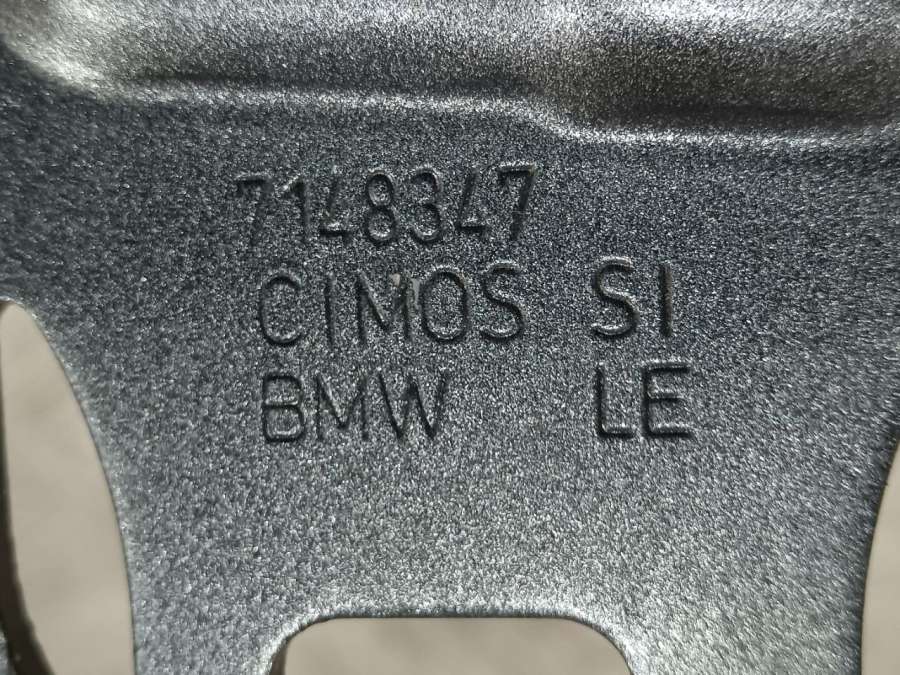 7148347
CIMOS SI
BMW LE